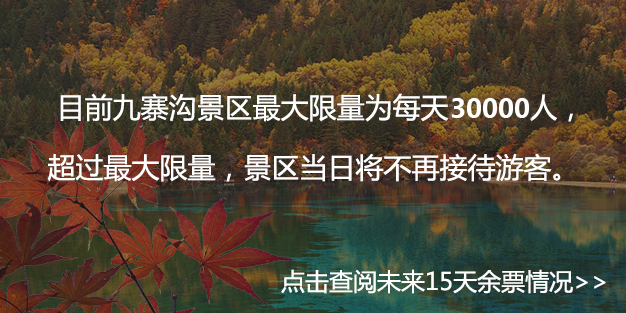 目前九寨沟景区最大限量为每天30000人，
超过最大限量，景区当日将不再接待游客。
点击查阅未来15天余票情况>>